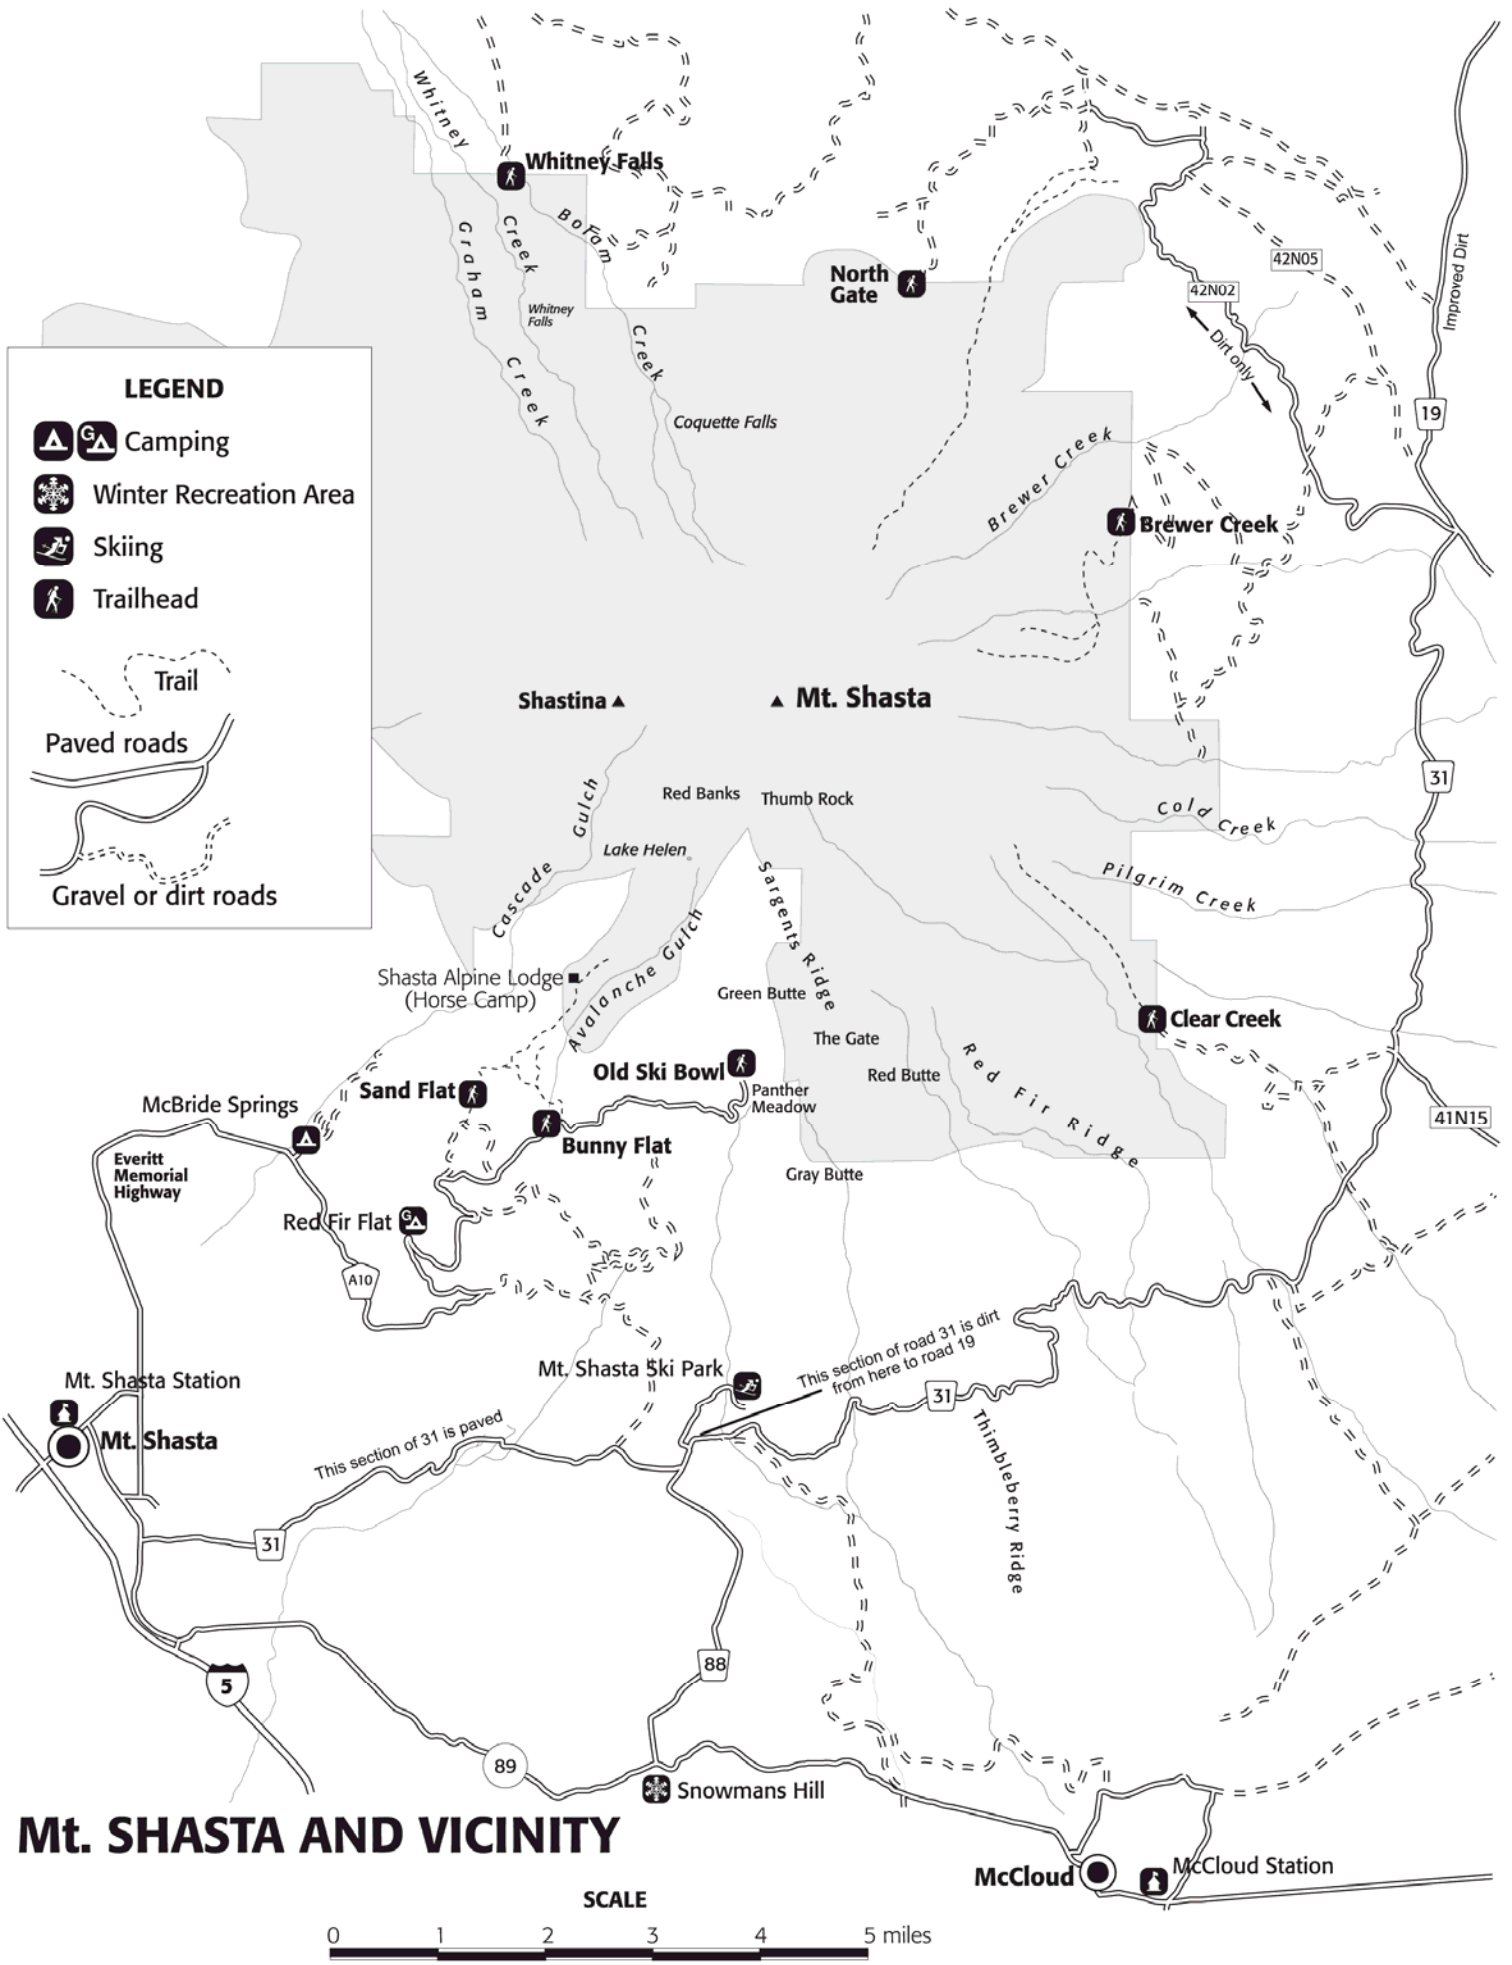 Whitney
Creek
Whitney Falls
Bolam
Creek
Graham
Creek
Whitney
Falls
Coquette Falls
North
Gate
42N05
42N02
Dirt only
Improved Dirt
19
LEGEND
G
Camping
Winter Recreation Area
Skiing
Trailhead
Trail
Paved roads
Gravel or dirt roads
Brewer Creek
Brewer Creek
Shastina
Mt. Shasta
31
Red Banks
Thumb Rock
Cascade Gulch
Lake Helen
Cold Creek
Pilgrim Creek
Sargents Ridge
Avalanche Gulch
Shasta Alpine Lodge
(Horse Camp)
Green Butte
The Gate
Red Butte
Clear Creek
Red Fir Ridge
Old Ski Bowl
Panther
Meadow
Sand Flat
McBride Springs
Bunny Flat
41N15
Everitt
Memorial
Highway
Gray Butte
Red Fir Flat
G
A10
This section of road 31 is dirt
from here to road 19
Mt. Shasta Ski Park
31
Mt. Shasta Station
Mt. Shasta
This section of 31 is paved
31
Thimbleberry Ridge
88
5
89
Snowmans Hill
Mt. SHASTA AND VICINITY
McCloud
McCloud Station
SCALE
0 1 2 3 4 5 miles